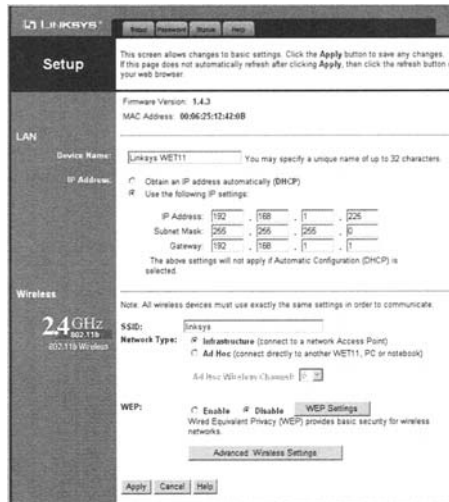 LINKSYS®
Setup Password Status Help
Setup
This screen allows changes to basic settings. Click the Apply button to save any changes.
If this page does not automatically refresh after clicking Apply, then click the refresh button
your web browser.
Firmware Version: 1.4.3
MAC Address: 00:06:25:12:42:0B
LAN
Device Name: Linksys WET11 You may specify a unique name of up to 32 characters.
IP Address: Obtain an IP address automatically (DHCP)
Use the following IP settings:
IP Address: 192 . 168 . 1 . 226
Subnet Mask: 255 . 255 . 255 . 0
Gateway: 192 . 168 . 1 . 1
The above settings will not apply if Automatic Configuration (DHCP) is
selected.
Wireless
Note: All wireless devices must use exactly the same settings in order to communicate.
2.4 GHz
802.11b
802.11b Wireless
SSID: linksys
Network Type: Infrastructure (connect to a network Access Point)
Ad Hoc (connect directly to another WET11, PC or notebook)
Ad Hoc Wireless Channel:
WEP: Enable Disable WEP Settings
Wired Equivalent Privacy (WEP) provides basic security for wireless
networks.
Advanced Wireless Settings
Apply Cancel Help